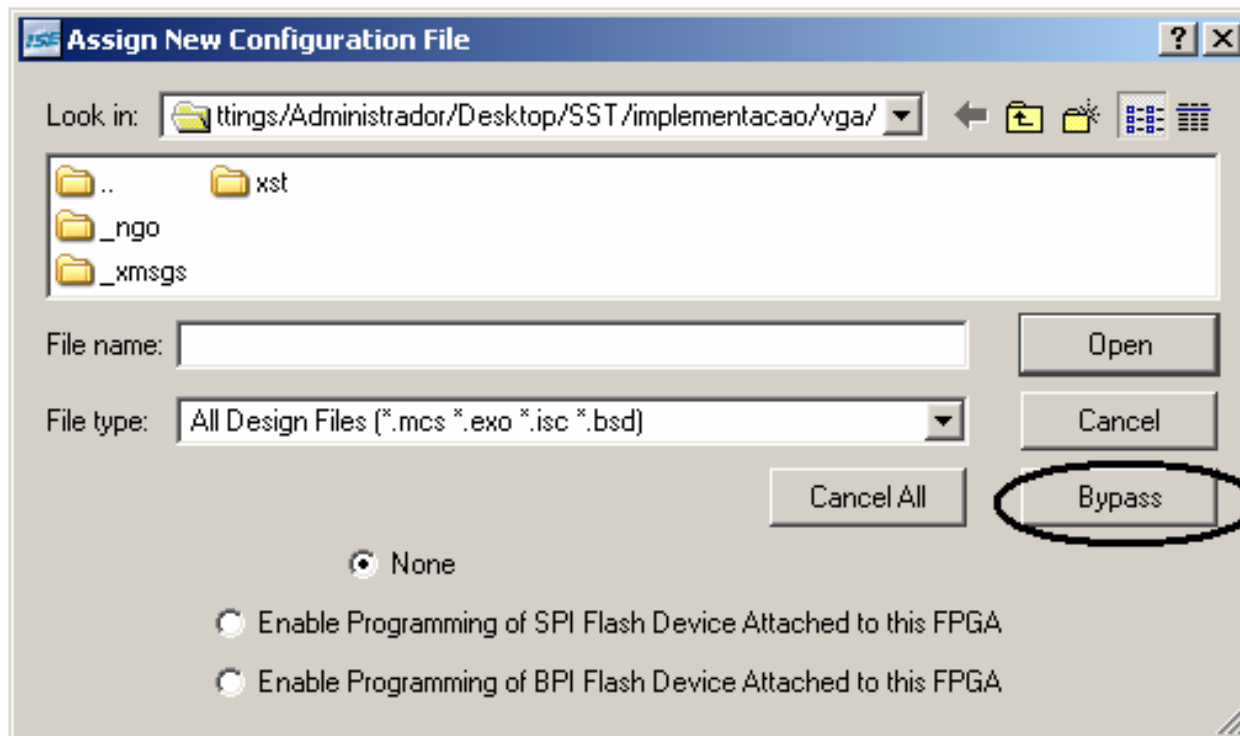 ISE Assign New Configuration File
Look in: ttings/Administrador/Desktop/SST/implementacao/vga/
.. xst
_ngo
_xmsgs
File name: Open
File type: All Design Files (*.mcs *.exo *.isc *.bsd) Cancel
Cancel All Bypass
None
Enable Programming of SPI Flash Device Attached to this FPGA
Enable Programming of BPI Flash Device Attached to this FPGA